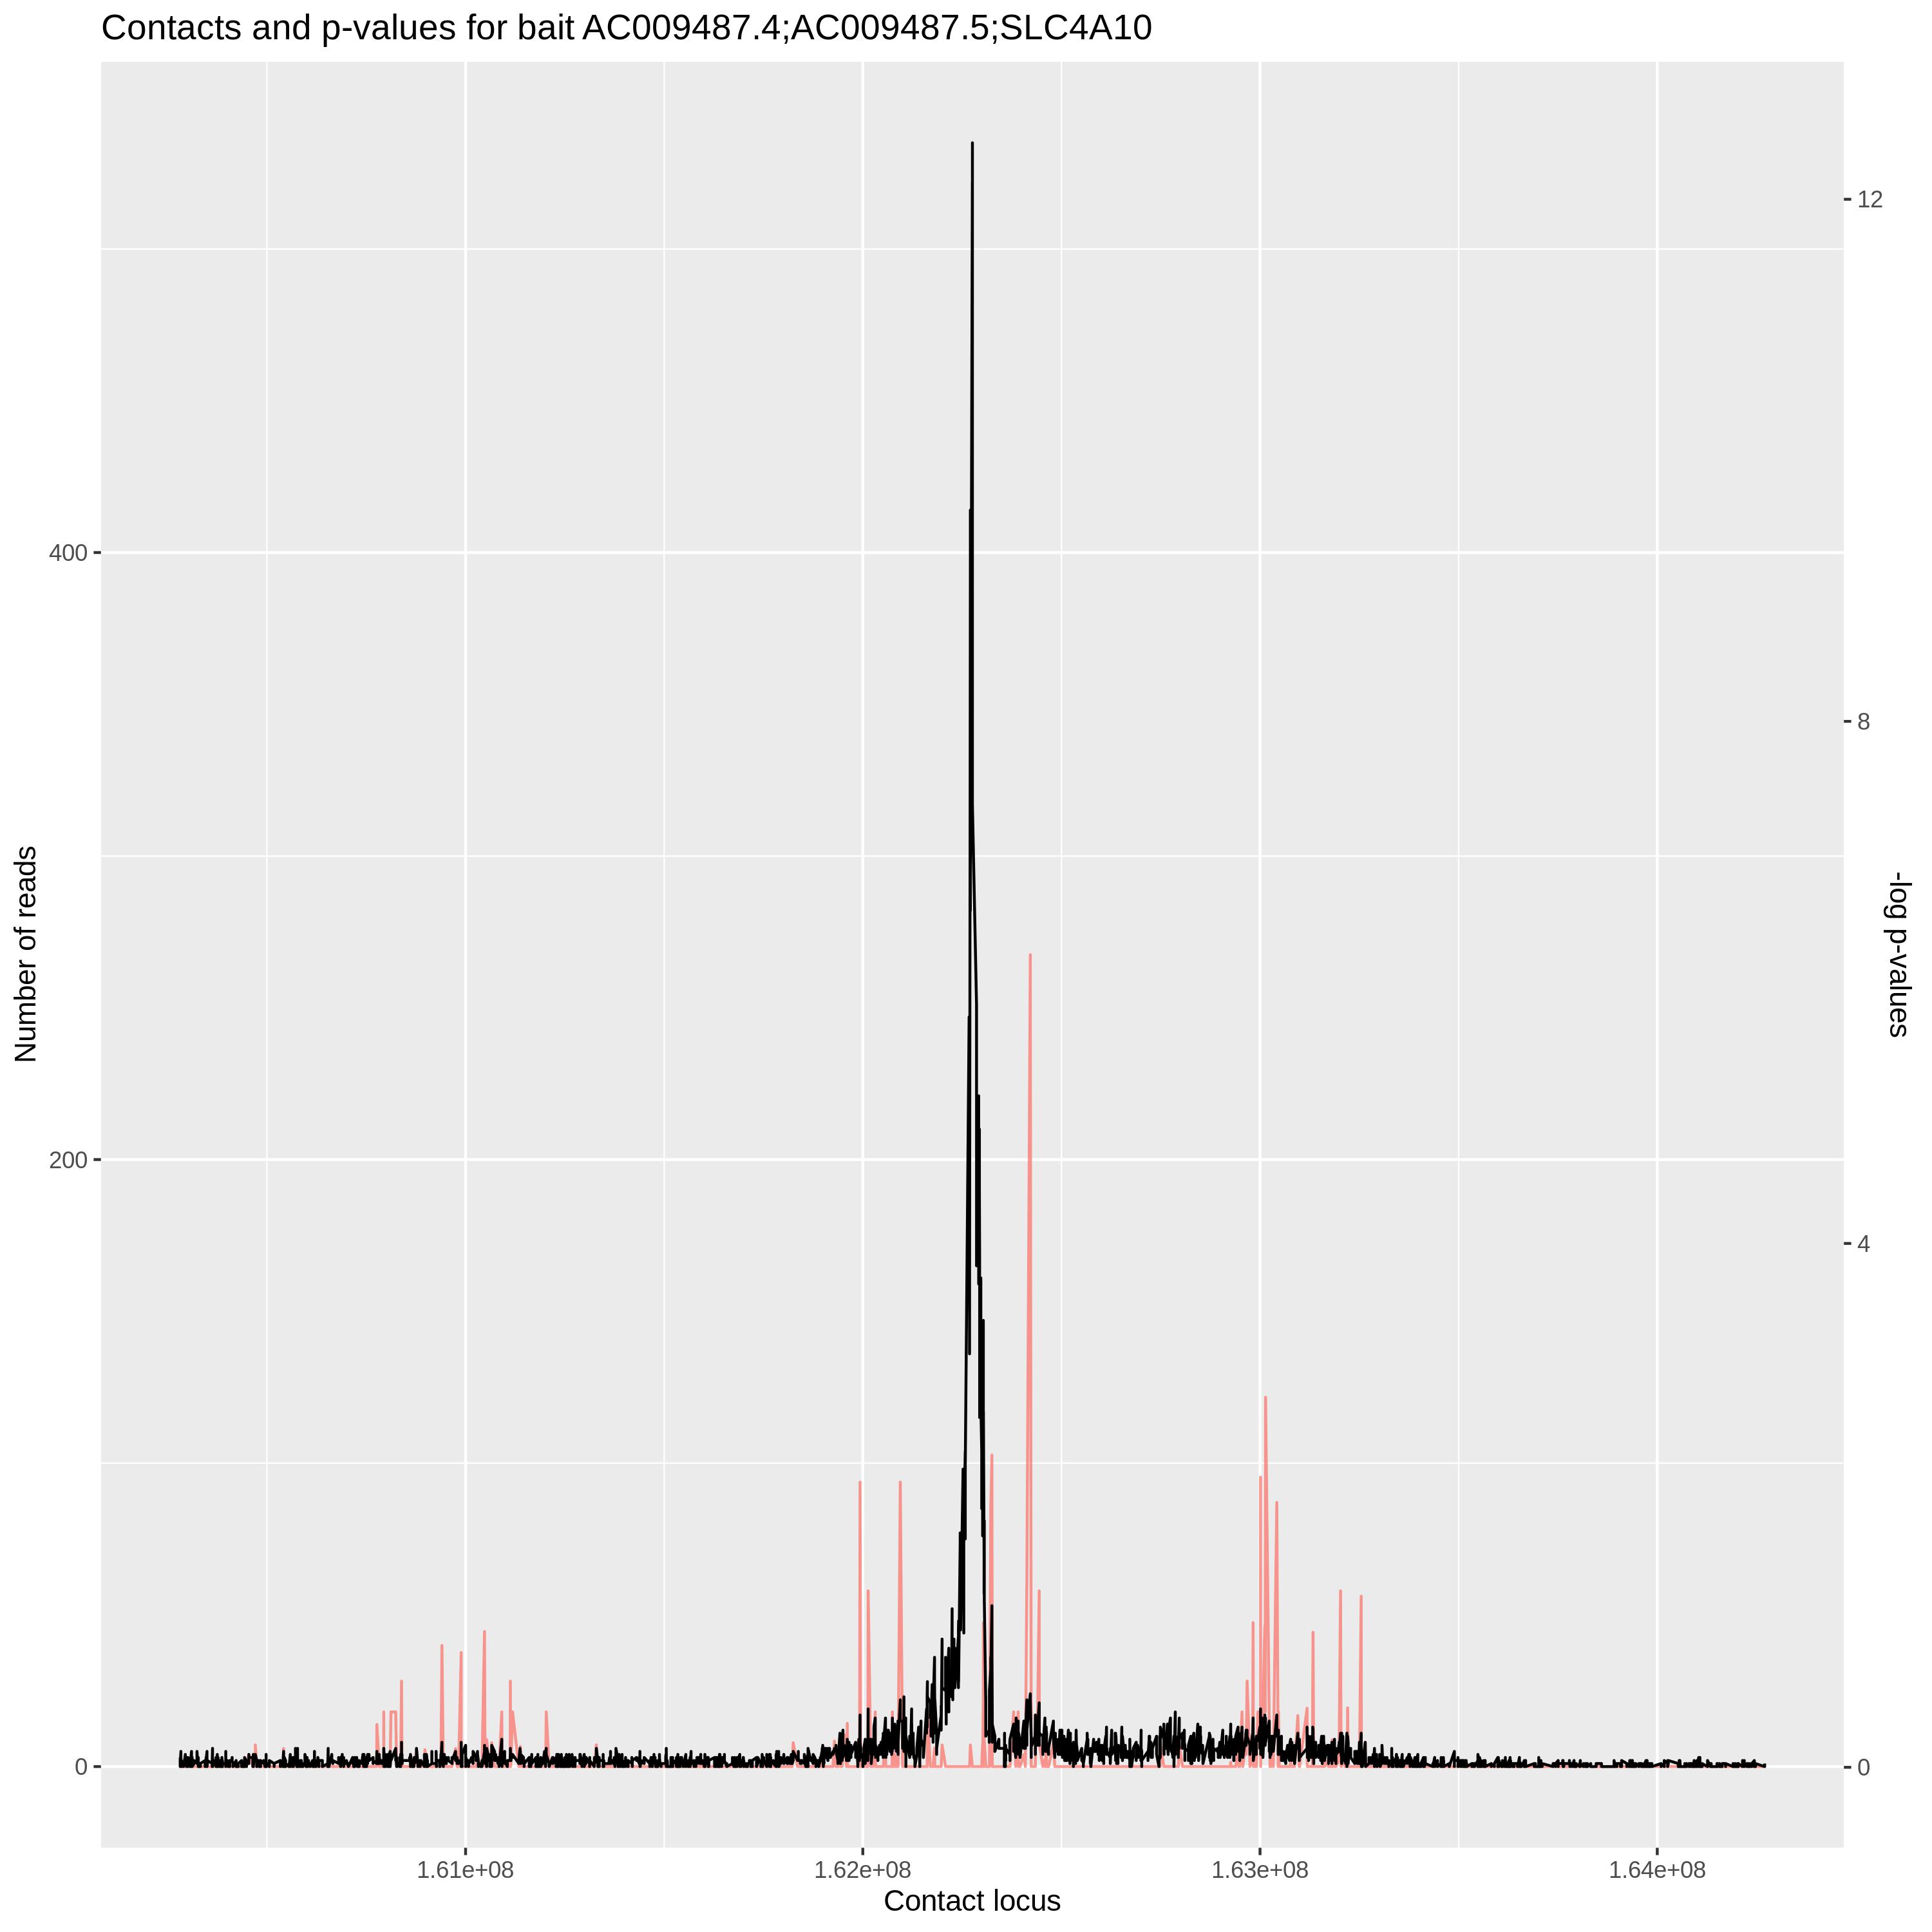 Contacts and p-values for bait AC009487.4;AC009487.5;SLC4A10
Number of reads
400
200
0
12
8
4
0
-log p-values
1.61e+08
1.62e+08
1.63e+08
1.64e+08
Contact locus